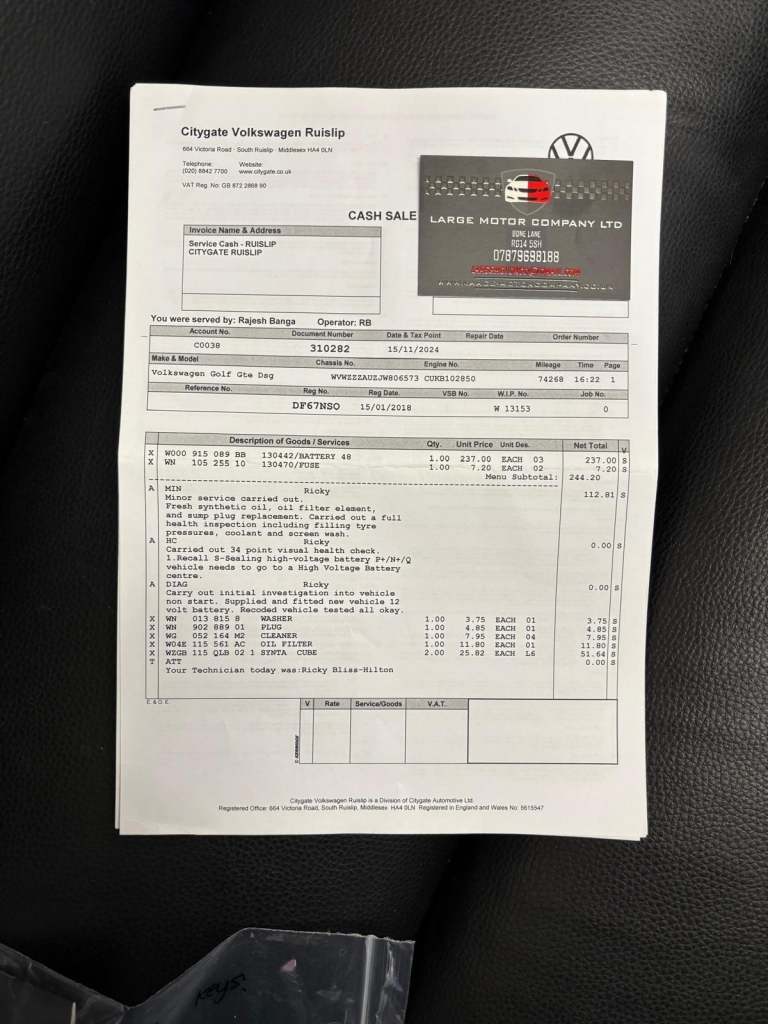 Citygate Volkswagen Ruislip
664 Victoria Road · South Ruislip · Middlesex HA4 0LN
Telephone: Website:
(020) 8842 7700 www.citygate.co.uk
VAT Reg. No: GB 872 2868 90
CASH SALE
LARGE MOTOR COMPANY LTD
BONE LANE
RG14 5SH
07879698188
Invoice Name & Address
Service Cash - RUISLIP
CITYGATE RUISLIP
You were served by: Rajesh Banga Operator: RB
Account No. Document Number Date & Tax Point Repair Date Order Number
C0038 310282 15/11/2024
Make & Model Chassis No. Engine No. Mileage Time Page
Volkswagen Golf Gte Dsg WVWZZZAUZJW806573 CUKB102850 74268 16:22 1
Reference No. Reg No. Reg Date. VSB No. W.I.P. No. Job No.
DF67NSO 15/01/2018 W 13153 0
Description of Goods / Services Qty. Unit Price Unit Des. Net Total V
X W000 915 089 BB 130442/BATTERY 48 1.00 237.00 EACH 03 237.00 S
X WN 105 255 10 130470/FUSE 1.00 7.20 EACH 02 7.20 S
Menu Subtotal: 244.20
A MIN Ricky 112.81 S
Minor service carried out.
Fresh synthetic oil, oil filter element,
and sump plug replacement. Carried out a full
health inspection including filling tyre
pressures, coolant and screen wash.
A HC Ricky 0.00 S
Carried out 34 point visual health check.
1.Recall S-Sealing high-voltage battery P+/N+/Q
vehicle needs to go to a High Voltage Battery
centre.
A DIAG Ricky 0.00 S
Carry out initial investigation into vehicle
non start. Supplied and fitted new vehicle 12
volt battery. Recoded vehicle tested all okay.
X WN 013 815 8 WASHER 1.00 3.75 EACH 01 3.75 S
X WN 902 889 01 PLUG 1.00 4.85 EACH 01 4.85 S
X WG 052 164 M2 CLEANER 1.00 7.95 EACH 04 7.95 S
X W04E 115 561 AC OIL FILTER 1.00 11.80 EACH 01 11.80 S
X WZGB 115 QLB 02 1 SYNTA CUBE 2.00 25.82 EACH L6 51.64 S
T ATT 0.00 S
Your Technician today was:Ricky Bliss-Hilton
E. & O. E.
V Rate Service/Goods V.A.T.
Citygate Volkswagen Ruislip is a Division of Citygate Automotive Ltd.
Registered Office: 664 Victoria Road, South Ruislip, Middlesex HA4 0LN Registered in England and Wales No: 5615547
Keys